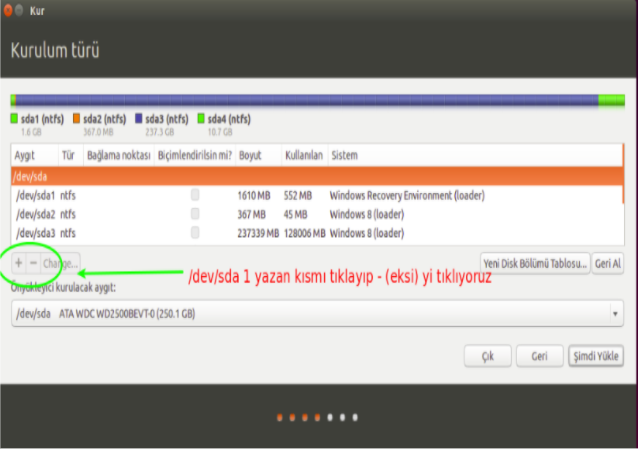 Kur
Kurulum türü
sda1 (ntfs) sda2 (ntfs) sda3 (ntfs) sda4 (ntfs)
1.6 GB 367.0 MB 237.3 GB 10.7 GB
Aygıt Tür Bağlama noktası Biçimlendirilsin mi? Boyut Kullanılan Sistem
/dev/sda
/dev/sda1 ntfs 1610 MB 552 MB Windows Recovery Environment (loader)
/dev/sda2 ntfs 367 MB 45 MB Windows 8 (loader)
/dev/sda3 ntfs 237339 MB 128006 MB Windows 8 (loader)
+ − Change... Yeni Disk Bölümü Tablosu... Geri Al
/dev/sda 1 yazan kısmı tıklayıp - (eksi) yi tıklıyoruz
Önyükleyici kurulacak aygıt:
/dev/sda ATA WDC WD2500BEVT-0 (250.1 GB)
Çık Geri Şimdi Yükle